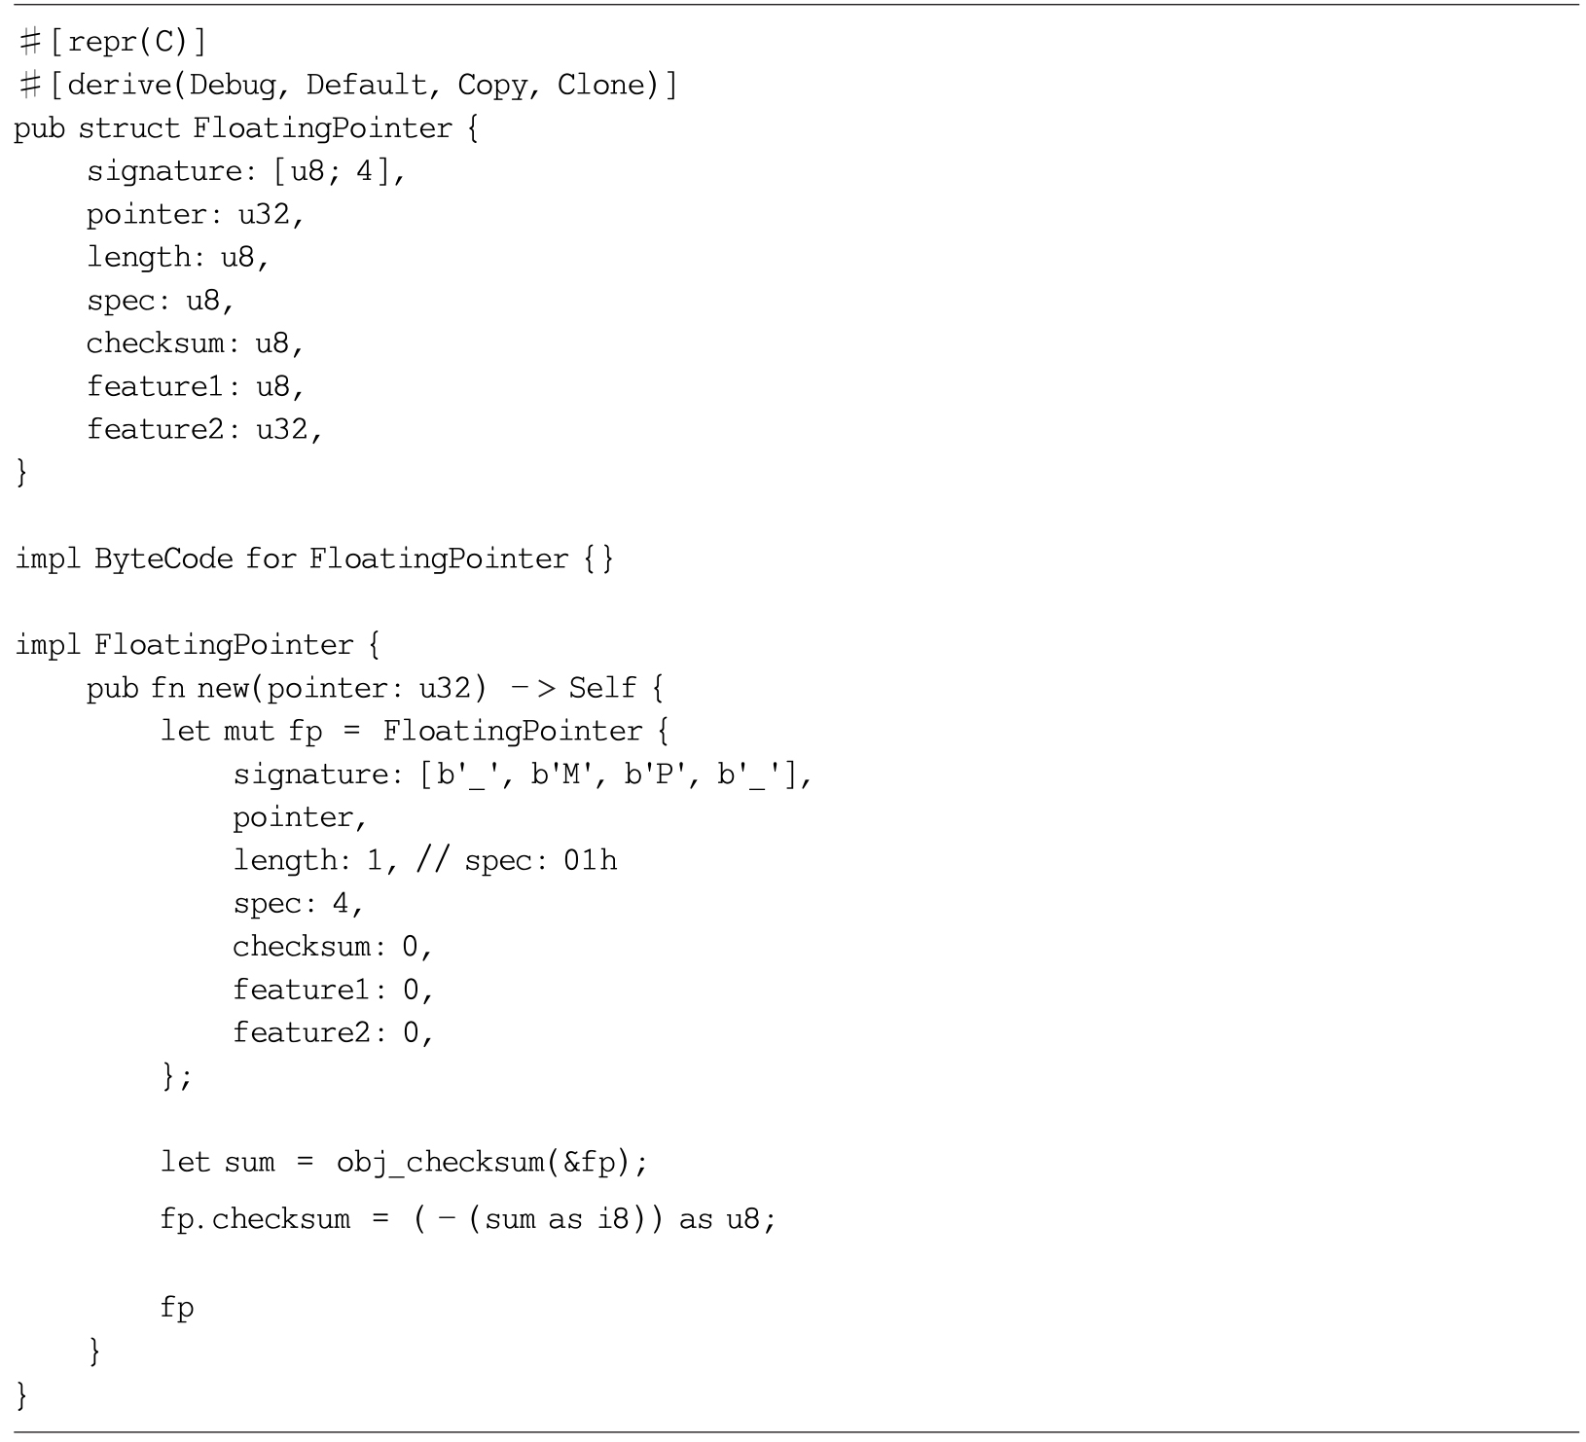 #[repr(C)]
#[derive(Debug, Default, Copy, Clone)]
pub struct FloatingPointer {
    signature: [u8; 4],
    pointer: u32,
    length: u8,
    spec: u8,
    checksum: u8,
    feature1: u8,
    feature2: u32,
}

impl ByteCode for FloatingPointer {}

impl FloatingPointer {
    pub fn new(pointer: u32) -> Self {
        let mut fp = FloatingPointer {
            signature: [b'_', b'M', b'P', b'_'],
            pointer,
            length: 1, // spec: 01h
            spec: 4,
            checksum: 0,
            feature1: 0,
            feature2: 0,
        };

        let sum = obj_checksum(&fp);
        fp.checksum = (-(sum as i8)) as u8;

        fp
    }
}